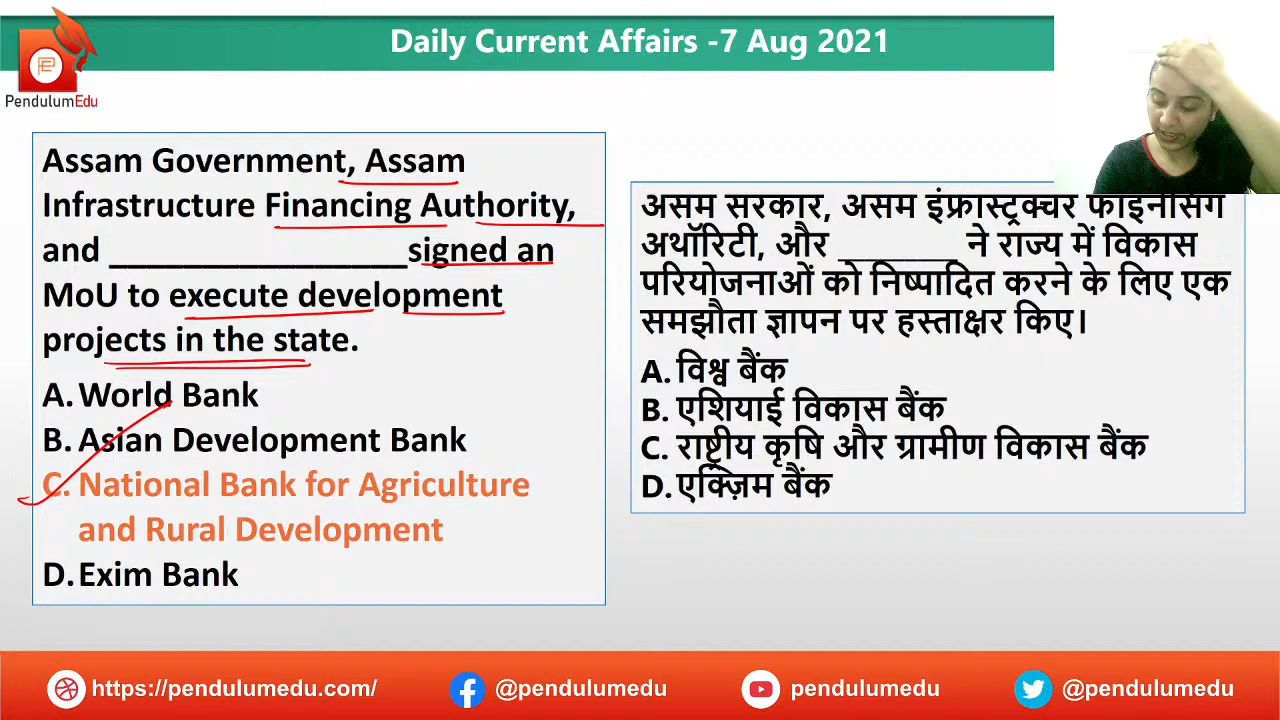 Daily Current Affairs -7 Aug 2021
PendulumEdu
Assam Government, Assam
Infrastructure Financing Authority,
and ________________signed an
MoU to execute development
projects in the state.
A. World Bank
B. Asian Development Bank
C. National Bank for Agriculture
and Rural Development
D. Exim Bank
असम सरकार, असम इंफ्रास्ट्रक्चर फाइनेंसिंग
अथॉरिटी, और _______ ने राज्य में विकास
परियोजनाओं को निष्पादित करने के लिए एक
समझौता ज्ञापन पर हस्ताक्षर किए।
A. विश्व बैंक
B. एशियाई विकास बैंक
C. राष्ट्रीय कृषि और ग्रामीण विकास बैंक
D. एक्ज़िम बैंक
https://pendulumedu.com/
@pendulumedu
pendulumedu
@pendulumedu